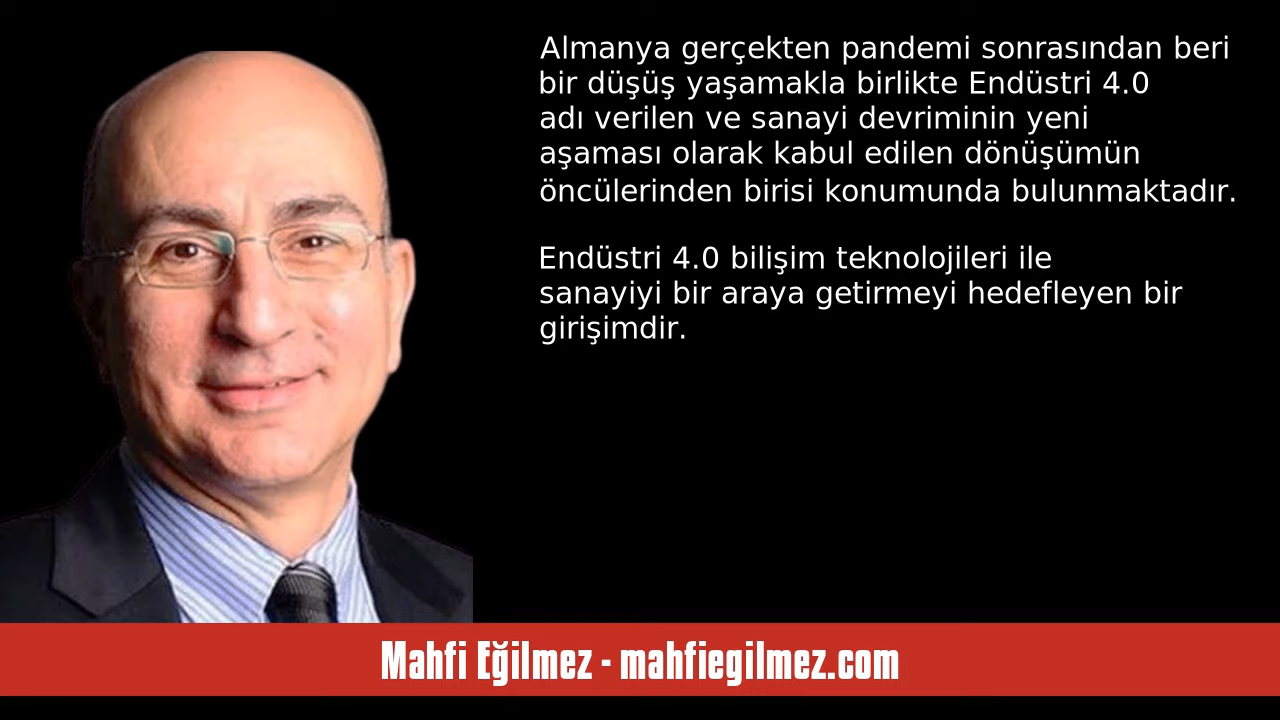 Almanya gerçekten pandemi sonrasından beri
bir düşüş yaşamakla birlikte Endüstri 4.0
adı verilen ve sanayi devriminin yeni
aşaması olarak kabul edilen dönüşümün
öncülerinden birisi konumunda bulunmaktadır.
Endüstri 4.0 bilişim teknolojileri ile
sanayiyi bir araya getirmeyi hedefleyen bir
girişimdir.
Mahfi Eğilmez - mahfiegilmez.com